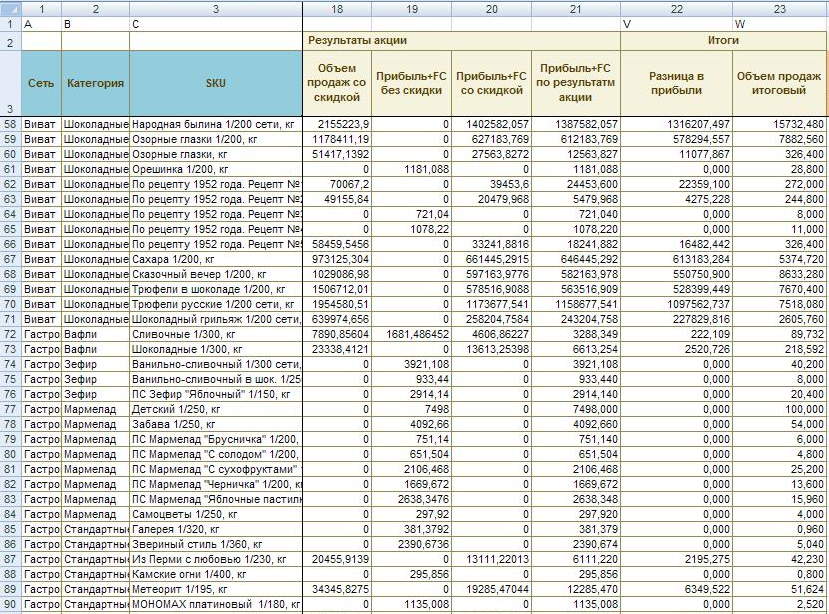 1 2 3 18 19 20 21 22 23
1 A B C V W
2 Результаты акции Итоги
3 Сеть Категория SKU Объем продаж со скидкой Прибыль+FC без скидки Прибыль+FC со скидкой Прибыль+FC по результатм акции Разница в прибыли Объем продаж итоговый
58 Виват Шоколадные Народная былина 1/200 сети, кг 2155223,9 0 1402582,057 1387582,057 1316207,497 15732,480
59 Виват Шоколадные Озорные глазки 1/200, кг 1178411,19 0 627183,769 612183,769 578294,557 7882,560
60 Виват Шоколадные Озорные глазки, кг 51417,1392 0 27563,8272 12563,827 11077,867 326,400
61 Виват Шоколадные Орешинка 1/200, кг 0 1181,088 0 1181,088 0,000 28,800
62 Виват Шоколадные По рецепту 1952 года. Рецепт № 70067,2 0 39453,6 24453,600 22359,100 272,000
63 Виват Шоколадные По рецепту 1952 года. Рецепт № 49155,84 0 20479,968 5479,968 4275,228 244,800
64 Виват Шоколадные По рецепту 1952 года. Рецепт № 0 721,04 0 721,040 0,000 8,000
65 Виват Шоколадные По рецепту 1952 года. Рецепт № 0 1078,22 0 1078,220 0,000 11,000
66 Виват Шоколадные По рецепту 1952 года. Рецепт № 58459,5456 0 33241,8816 18241,882 16482,442 326,400
67 Виват Шоколадные Сахара 1/200, кг 973125,304 0 661445,2915 646445,292 613183,284 5374,720
68 Виват Шоколадные Сказочный вечер 1/200, кг 1029086,98 0 597163,9776 582163,978 550750,900 8633,280
69 Виват Шоколадные Трюфели в шоколаде 1/200, кг 1506712,01 0 578516,9088 563516,909 528399,449 7670,400
70 Виват Шоколадные Трюфели русские 1/200 сети, кг 1954580,51 0 1173677,541 1158677,541 1097562,737 7518,080
71 Виват Шоколадные Шоколадный грильяж 1/200 сети, 639974,656 0 258204,7584 243204,758 227829,816 2605,760
72 Гастро Вафли Сливочные 1/300, кг 7890,85604 1681,486452 4606,86227 3288,349 222,109 89,732
73 Гастро Вафли Шоколадные 1/300, кг 23338,4121 0 13613,25398 6613,254 2520,726 218,592
74 Гастро Зефир Ванильно-сливочный 1/300 сети, 0 3921,108 0 3921,108 0,000 40,200
75 Гастро Зефир Ванильно-сливочный в шок. 1/25 0 933,44 0 933,440 0,000 8,000
76 Гастро Зефир ПС Зефир "Яблочный" 1/150, кг 0 2914,14 0 2914,140 0,000 20,400
77 Гастро Мармелад Детский 1/250, кг 0 7498 0 7498,000 0,000 100,000
78 Гастро Мармелад Забава 1/250, кг 0 4092,66 0 4092,660 0,000 54,000
79 Гастро Мармелад ПС Мармелад "Брусничка" 1/200, 0 751,14 0 751,140 0,000 6,000
80 Гастро Мармелад ПС Мармелад "С солодом" 1/200, 0 651,504 0 651,504 0,000 4,800
81 Гастро Мармелад ПС Мармелад "С сухофруктами" 0 2106,468 0 2106,468 0,000 25,200
82 Гастро Мармелад ПС Мармелад "Черничка" 1/200, к 0 1669,672 0 1669,672 0,000 13,600
83 Гастро Мармелад ПС Мармелад "Яблочные пастил 0 2638,3476 0 2638,348 0,000 15,960
84 Гастро Мармелад Самоцветы 1/250, кг 0 297,92 0 297,920 0,000 4,000
85 Гастро Стандартны Галерея 1/320, кг 0 381,3792 0 381,379 0,000 0,960
86 Гастро Стандартны Звериный стиль 1/360, кг 0 2390,6736 0 2390,674 0,000 5,040
87 Гастро Стандартны Из Перми с любовью 1/230, кг 20455,9139 0 13111,22013 6111,220 2195,275 42,230
88 Гастро Стандартны Камские огни 1/400, кг 0 295,856 0 295,856 0,000 0,800
89 Гастро Стандартны Метеорит 1/195, кг 34345,8275 0 19285,47044 12285,470 6349,522 51,624
90 Гастро Стандартны МОНОМАХ платиновый 1/180, кг 0 1135,008 0 1135,008 0,000 2,520